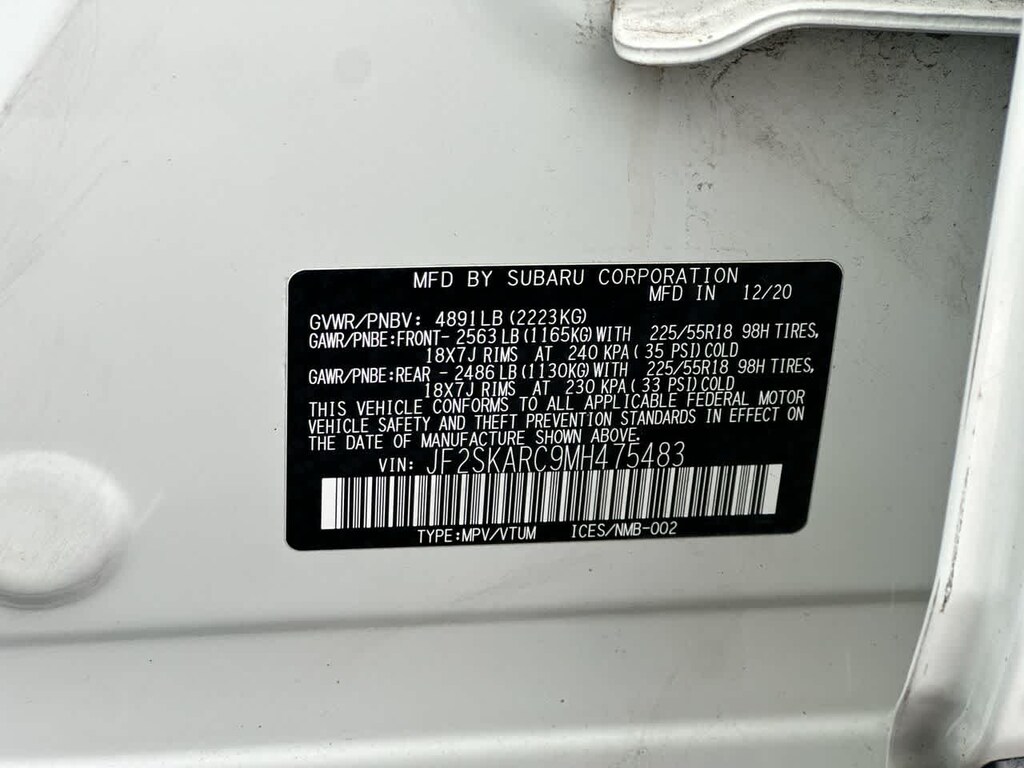 MFD BY SUBARU CORPORATION
MFD IN 12/20
GVWR/PNBV: 4891LB (2223KG)
GAWR/PNBE:FRONT- 2563 LB (1165KG) WITH 225/55R18 98H TIRES,
18X7J RIMS AT 240 KPA ( 35 PSI) COLD
GAWR/PNBE:REAR - 2486 LB (1130KG) WITH 225/55R18 98H TIRES,
18X7J RIMS AT 230 KPA ( 33 PSI) COLD
THIS VEHICLE CONFORMS TO ALL APPLICABLE FEDERAL MOTOR
VEHICLE SAFETY AND THEFT PREVENTION STANDARDS IN EFFECT ON
THE DATE OF MANUFACTURE SHOWN ABOVE.
VIN: JF2SKARC9MH475483
TYPE:MPV/VTUM ICES/NMB-002